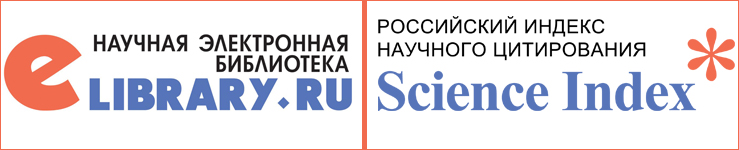 НАУЧНАЯ ЭЛЕКТРОННАЯ
БИБЛИОТЕКА
eLIBRARY.RU
РОССИЙСКИЙ ИНДЕКС
НАУЧНОГО ЦИТИРОВАНИЯ
Science Index*